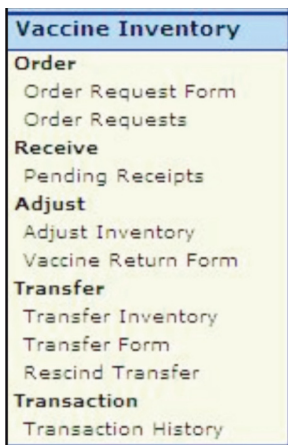 Vaccine Inventory
Order
Order Request Form
Order Requests
Receive
Pending Receipts
Adjust
Adjust Inventory
Vaccine Return Form
Transfer
Transfer Inventory
Transfer Form
Rescind Transfer
Transaction
Transaction History